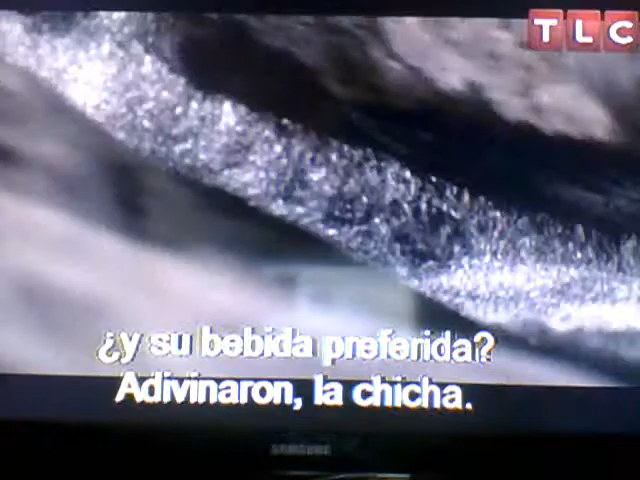 TLC
¿y su bebida preferida?
Adivinaron, la chicha.
SAMSUNG